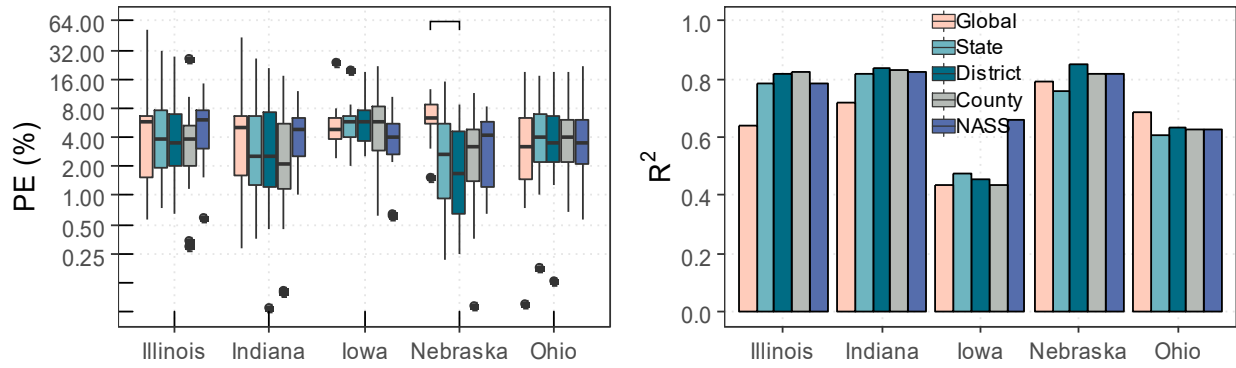 64.00
32.00
16.00
8.00
4.00
2.00
1.00
0.50
0.25
PE (%)
Illinois Indiana Iowa Nebraska Ohio
1.0
0.8
0.6
0.4
0.2
0.0
R²
Global
State
District
County
NASS
Illinois Indiana Iowa Nebraska Ohio